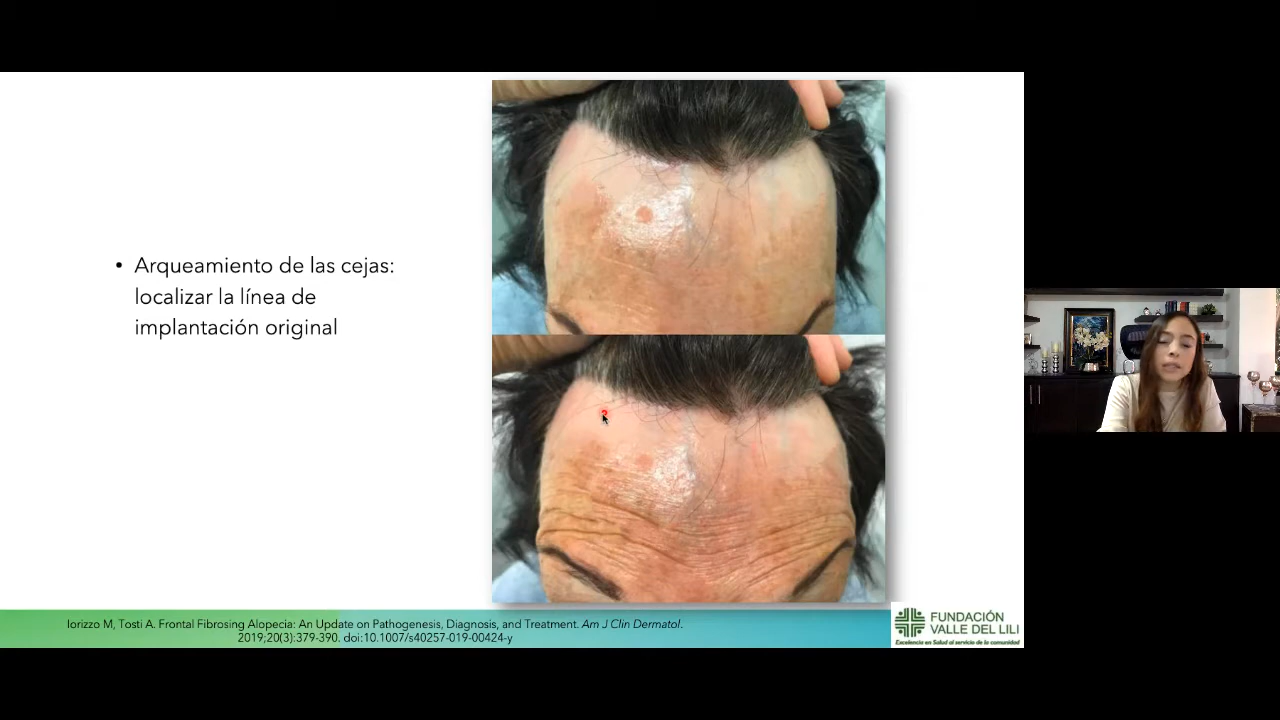 • Arqueamiento de las cejas:
localizar la línea de
implantación original
Iorizzo M, Tosti A. Frontal Fibrosing Alopecia: An Update on Pathogenesis, Diagnosis, and Treatment. Am J Clin Dermatol.
2019;20(3):379-390. doi:10.1007/s40257-019-00424-y
FUNDACIÓN
VALLE DEL LILI
Excelencia en Salud al servicio de la comunidad